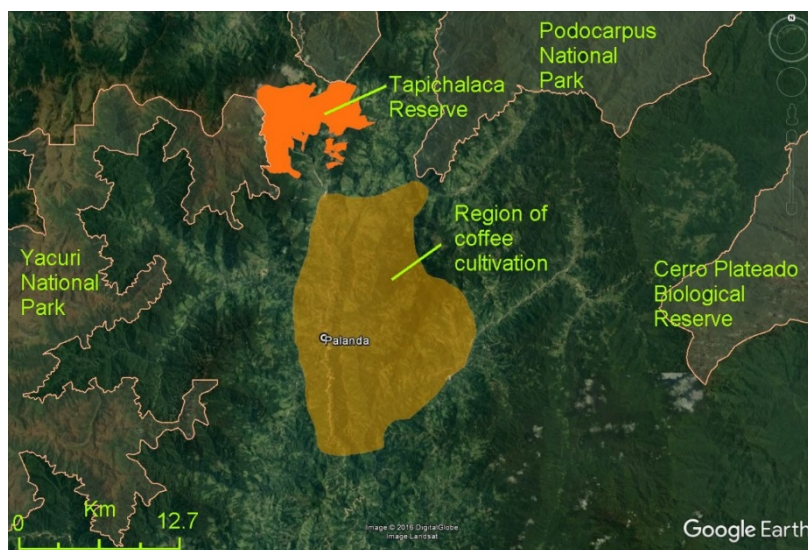 N
Podocarpus
National
Park
Tapichalaca
Reserve
Region of
coffee
cultivation
Yacuri
National
Park
Cerro Plateado
Biological
Reserve
Palanda
Km
0 12.7
Image © 2016 DigitalGlobe
Image Landsat
Google Earth